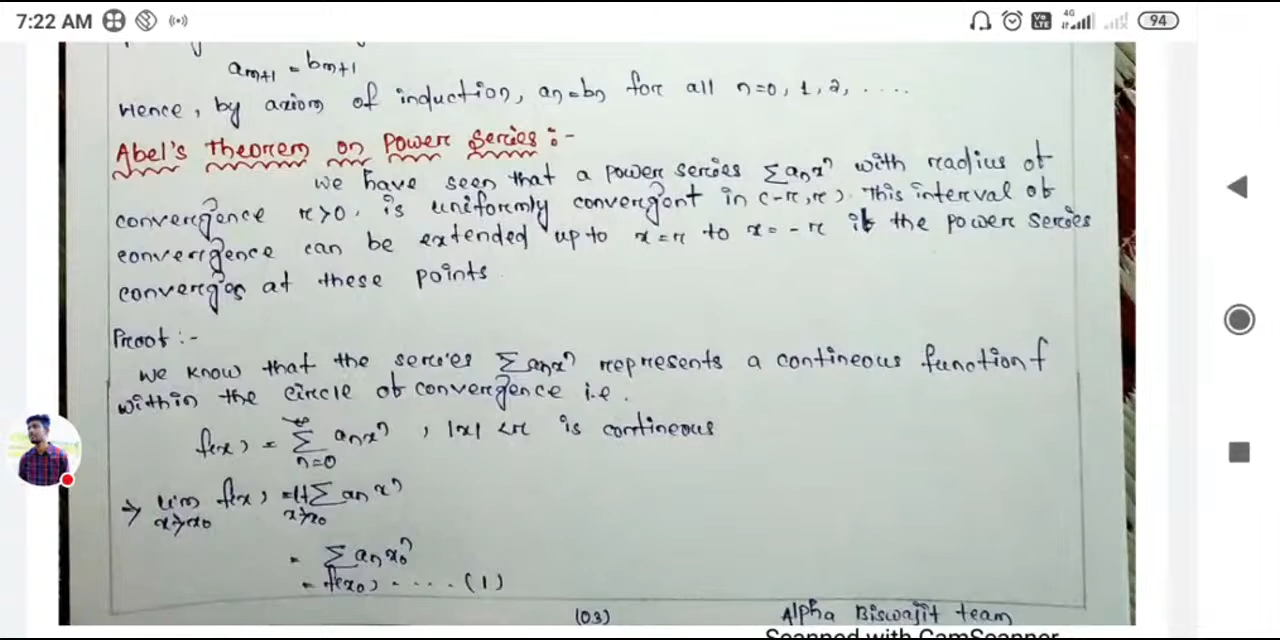 7:22 AM
4G
Vo LTE
94
am+1 = bm+1
Hence, by axiom of induction, an=bn for all n=0, 1, 2, ....
Abel's Theorem on Power Series :-
We have seen that a power series Σanxⁿ with radius of
convergence r>0, is uniformly convergent in (-r, r). This interval of
convergence can be extended up to x=r to x=-r if the power series
converges at these points.
Proof :-
We know that the series Σanxⁿ represents a contineous function f
within the circle of convergence i.e.
f(x) = ∞Σn=0 anxⁿ, |x| <r is contineous
⇒ lim x→x0 f(x) = lt x→x0 Σ an xⁿ
= Σ an x0ⁿ
= f(x0) ..... (1)
(03)
Alpha Biswajit team
Scanned with CamScanner